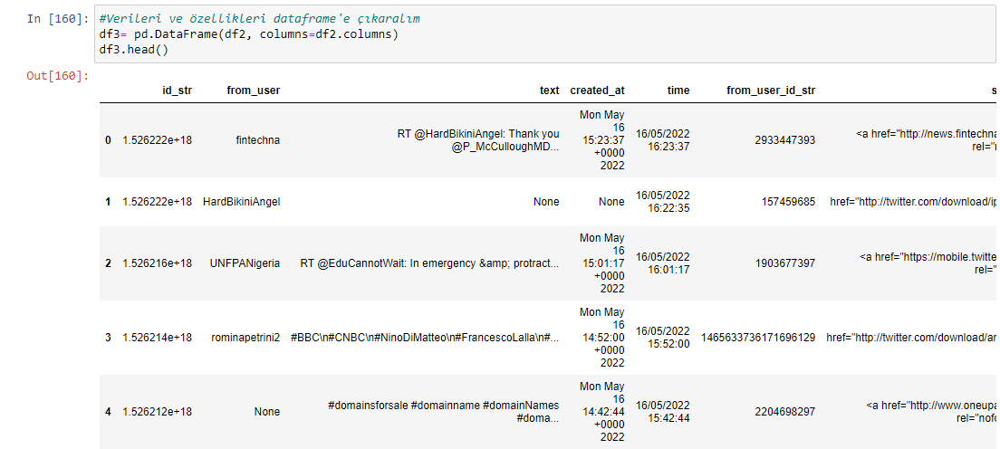 In [160]: #Verileri ve özellikleri dataframe'e çıkaralım
df3= pd.DataFrame(df2, columns=df2.columns)
df3.head()
Out[160]:
id_str from_user text created_at time from_user_id_str s
0 1.526222e+18 fintechna RT @HardBikiniAngel: Thank you @P_McCulloughMD... Mon May 16 15:23:37 +0000 2022 16/05/2022 16:23:37 2933447393 <a href="http://news.fintechna
1 1.526222e+18 HardBikiniAngel None None 16/05/2022 16:22:35 157459685 href="http://twitter.com/download/ip
2 1.526216e+18 UNFPANigeria RT @EduCannotWait: In emergency &amp; protract... Mon May 16 15:01:17 +0000 2022 16/05/2022 16:01:17 1903677397 <a href="https://mobile.twitte rel="
3 1.526214e+18 rominapetrini2 #BBC\n#CNBC\n#NinoDiMatteo\n#FrancescoLalla\n#... Mon May 16 14:52:00 +0000 2022 16/05/2022 15:52:00 1465633736171696129 href="http://twitter.com/download/ar
4 1.526212e+18 None #domainsforsale #domainname #domainNames #doma... Mon May 16 14:42:44 +0000 2022 16/05/2022 15:42:44 2204698297 <a href="http://www.oneupa rel="nofo